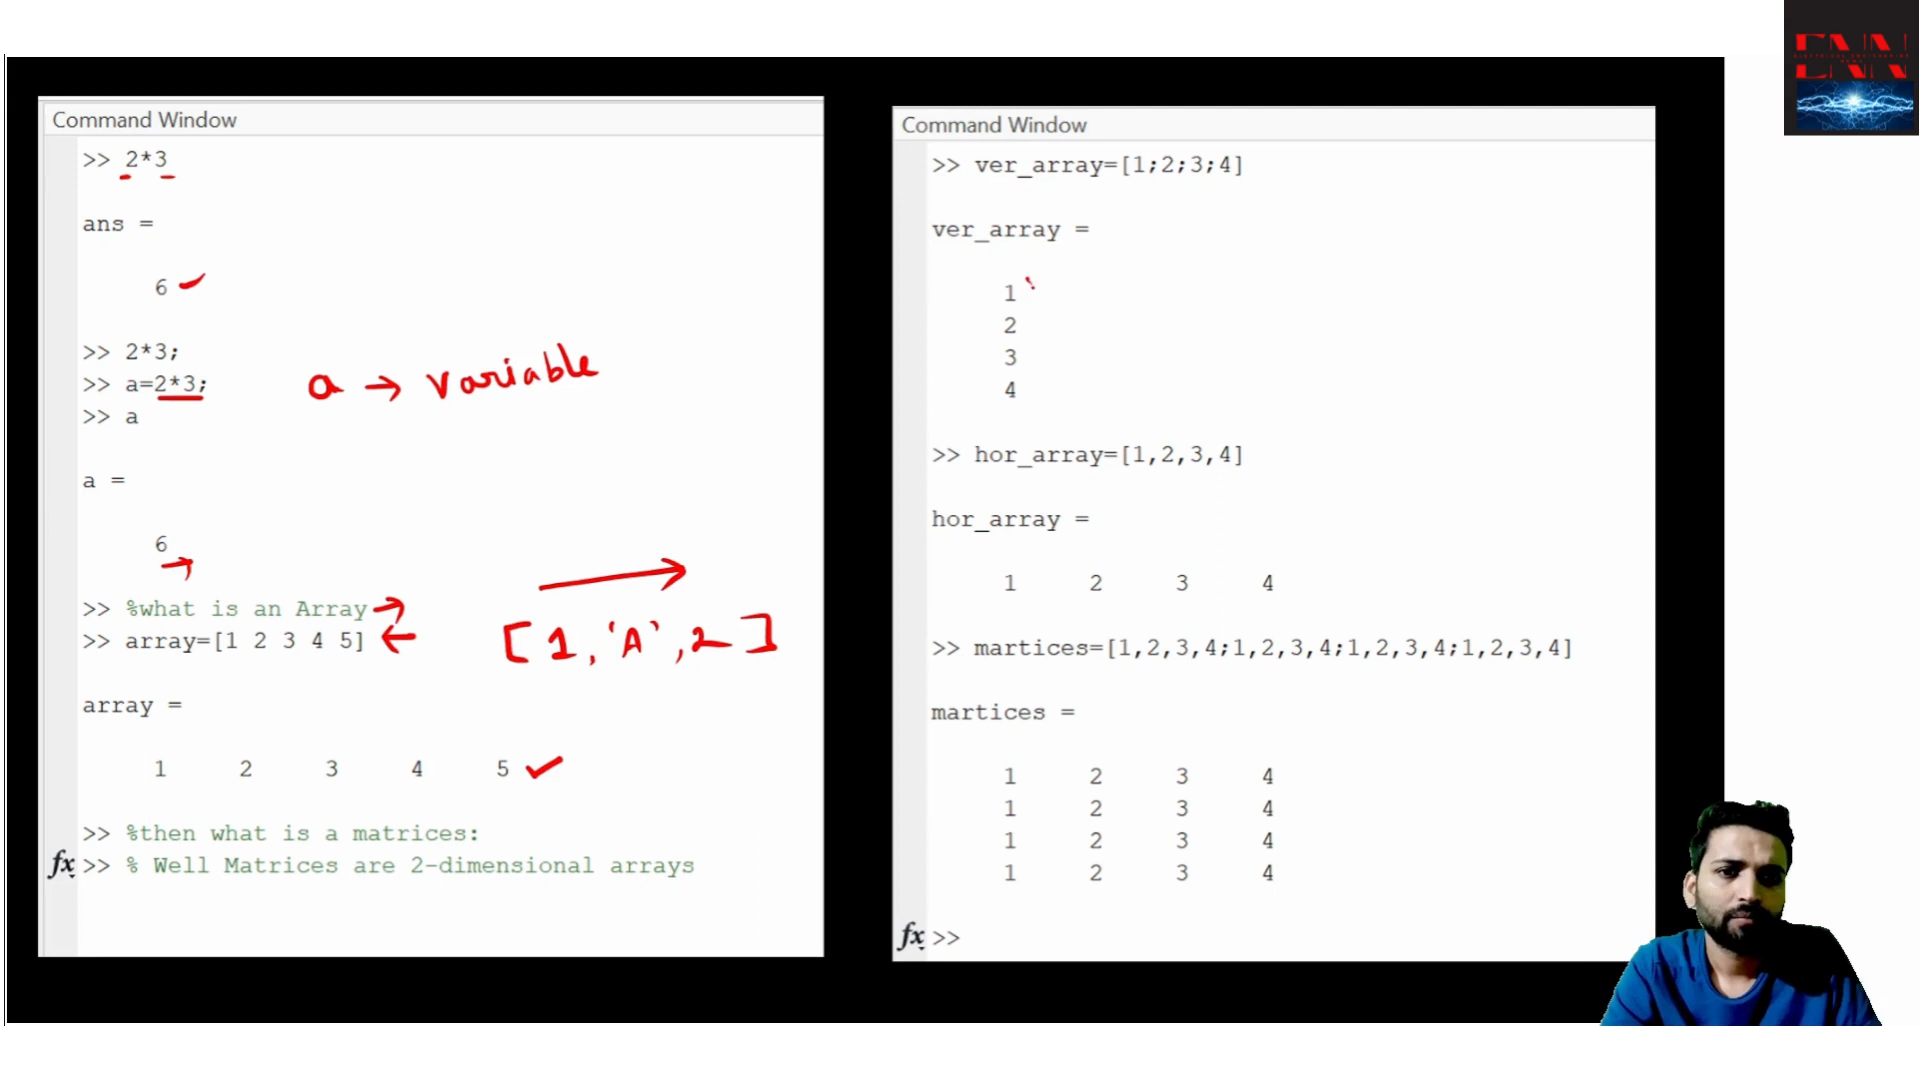 ENN
Command Window
>> 2*3
ans =
6
>> 2*3;
>> a=2*3;
a → variable
>> a
a =
6
>> %what is an Array
>> array=[1 2 3 4 5]
[1, 'A', 2]
array =
1 2 3 4 5
>> %then what is a matrices:
fx >> % Well Matrices are 2-dimensional arrays
Command Window
>> ver_array=[1;2;3;4]
ver_array =
1
2
3
4
>> hor_array=[1,2,3,4]
hor_array =
1 2 3 4
>> martices=[1,2,3,4;1,2,3,4;1,2,3,4;1,2,3,4]
martices =
1 2 3 4
1 2 3 4
1 2 3 4
1 2 3 4
fx >>